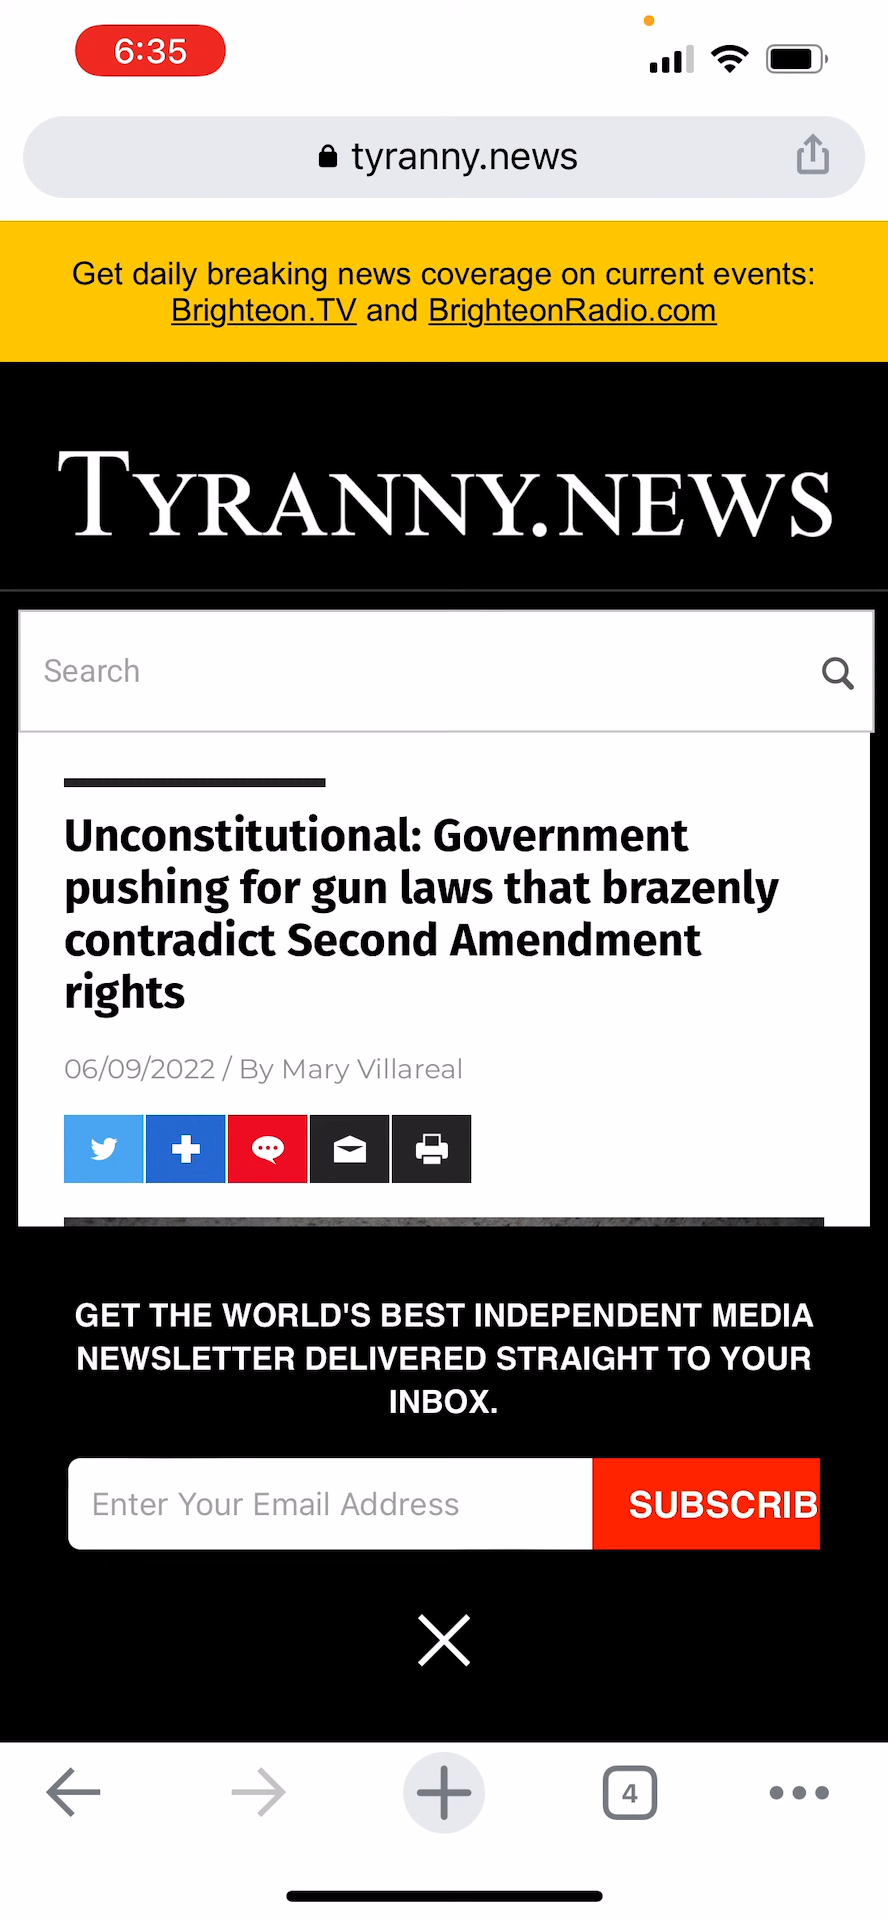 6:35
tyranny.news
Get daily breaking news coverage on current events:
Brighteon.TV and BrighteonRadio.com
TYRANNY.NEWS
Search
Unconstitutional: Government
pushing for gun laws that brazenly
contradict Second Amendment
rights
06/09/2022 / By Mary Villareal
GET THE WORLD'S BEST INDEPENDENT MEDIA
NEWSLETTER DELIVERED STRAIGHT TO YOUR
INBOX.
Enter Your Email Address
SUBSCRIB
4